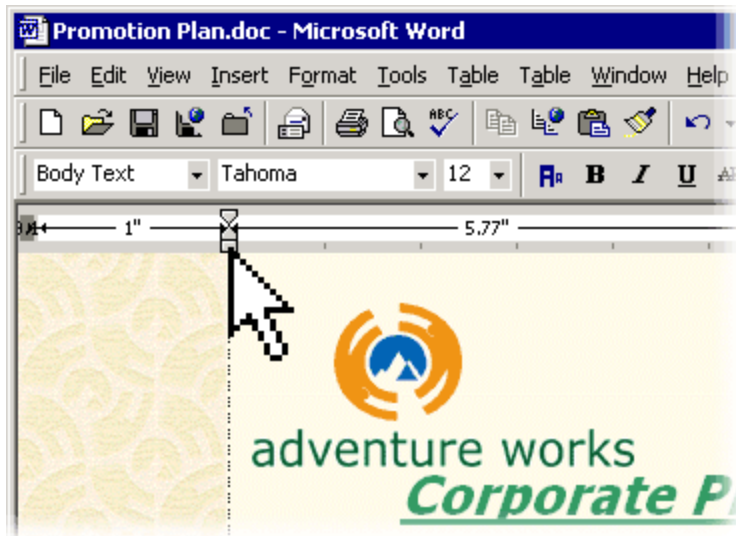 Promotion Plan.doc - Microsoft Word
File Edit View Insert Format Tools Table Table Window Help
ABC
Body Text Tahoma 12 A B I U
1" 5.77"
adventure works
Corporate